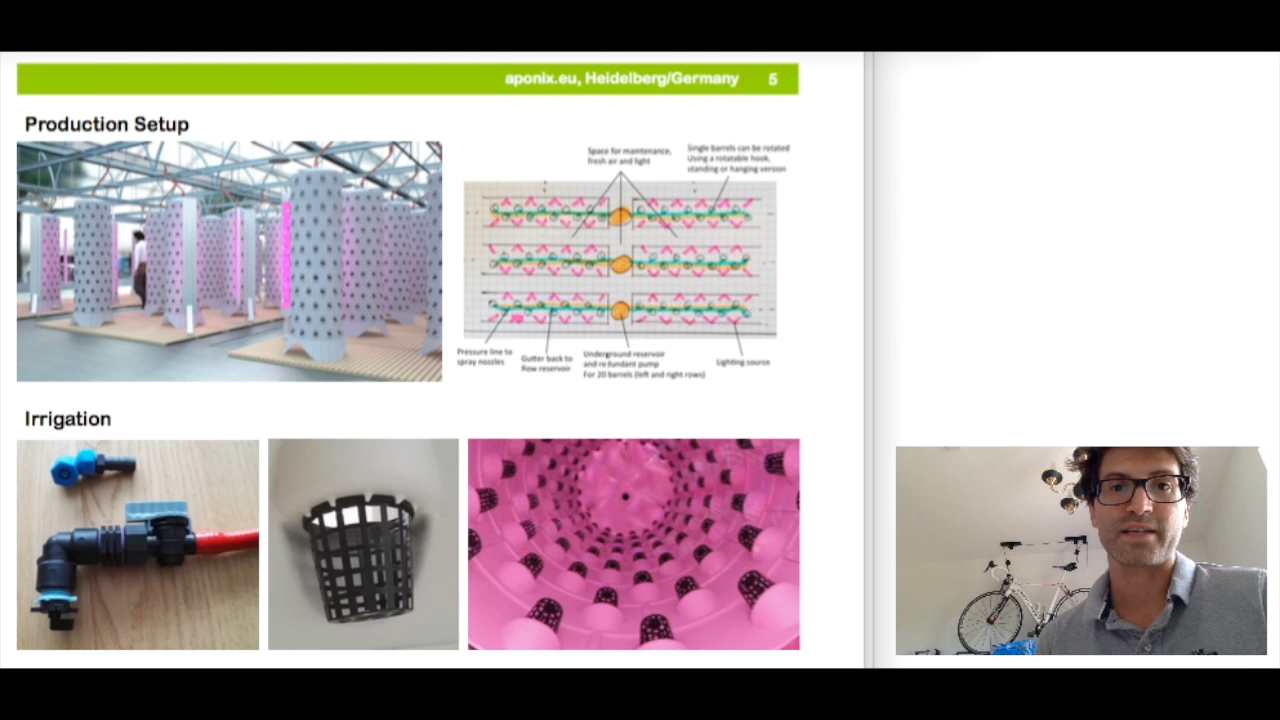 aponix.eu, Heidelberg/Germany 5
Production Setup
Space for maintenance,
fresh air and light
Single barrels can be rotated
Using a rotatable hook,
standing or hanging version
Pressure line to
spray nozzles
Gutter back to
Row reservoir
Underground reservoir
and redundant pump
For 20 barrels (left and right rows)
Lighting source
Irrigation